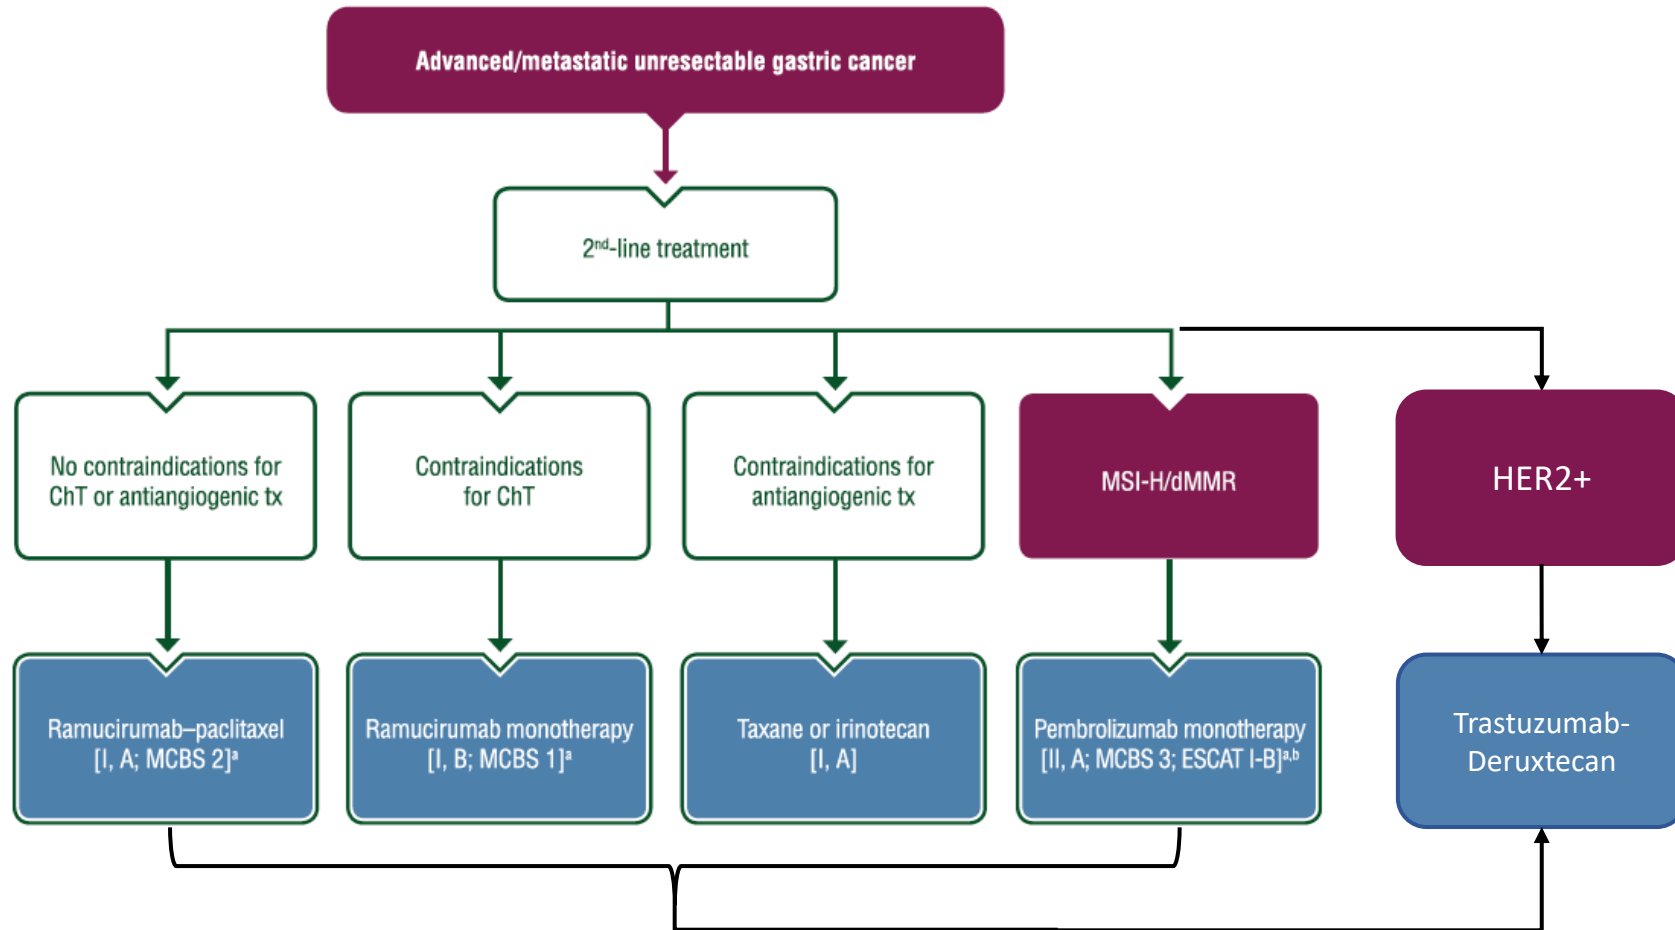 Advanced/metastatic unresectable gastric cancer
2nd-line treatment
No contraindications for
ChT or antiangiogenic tx
Contraindications
for ChT
Contraindications for
antiangiogenic tx
MSI-H/dMMR
HER2+
Ramucirumab–paclitaxel
[I, A; MCBS 2]a
Ramucirumab monotherapy
[I, B; MCBS 1]a
Taxane or irinotecan
[I, A]
Pembrolizumab monotherapy
[II, A; MCBS 3; ESCAT I-B]a,b
Trastuzumab-
Deruxtecan